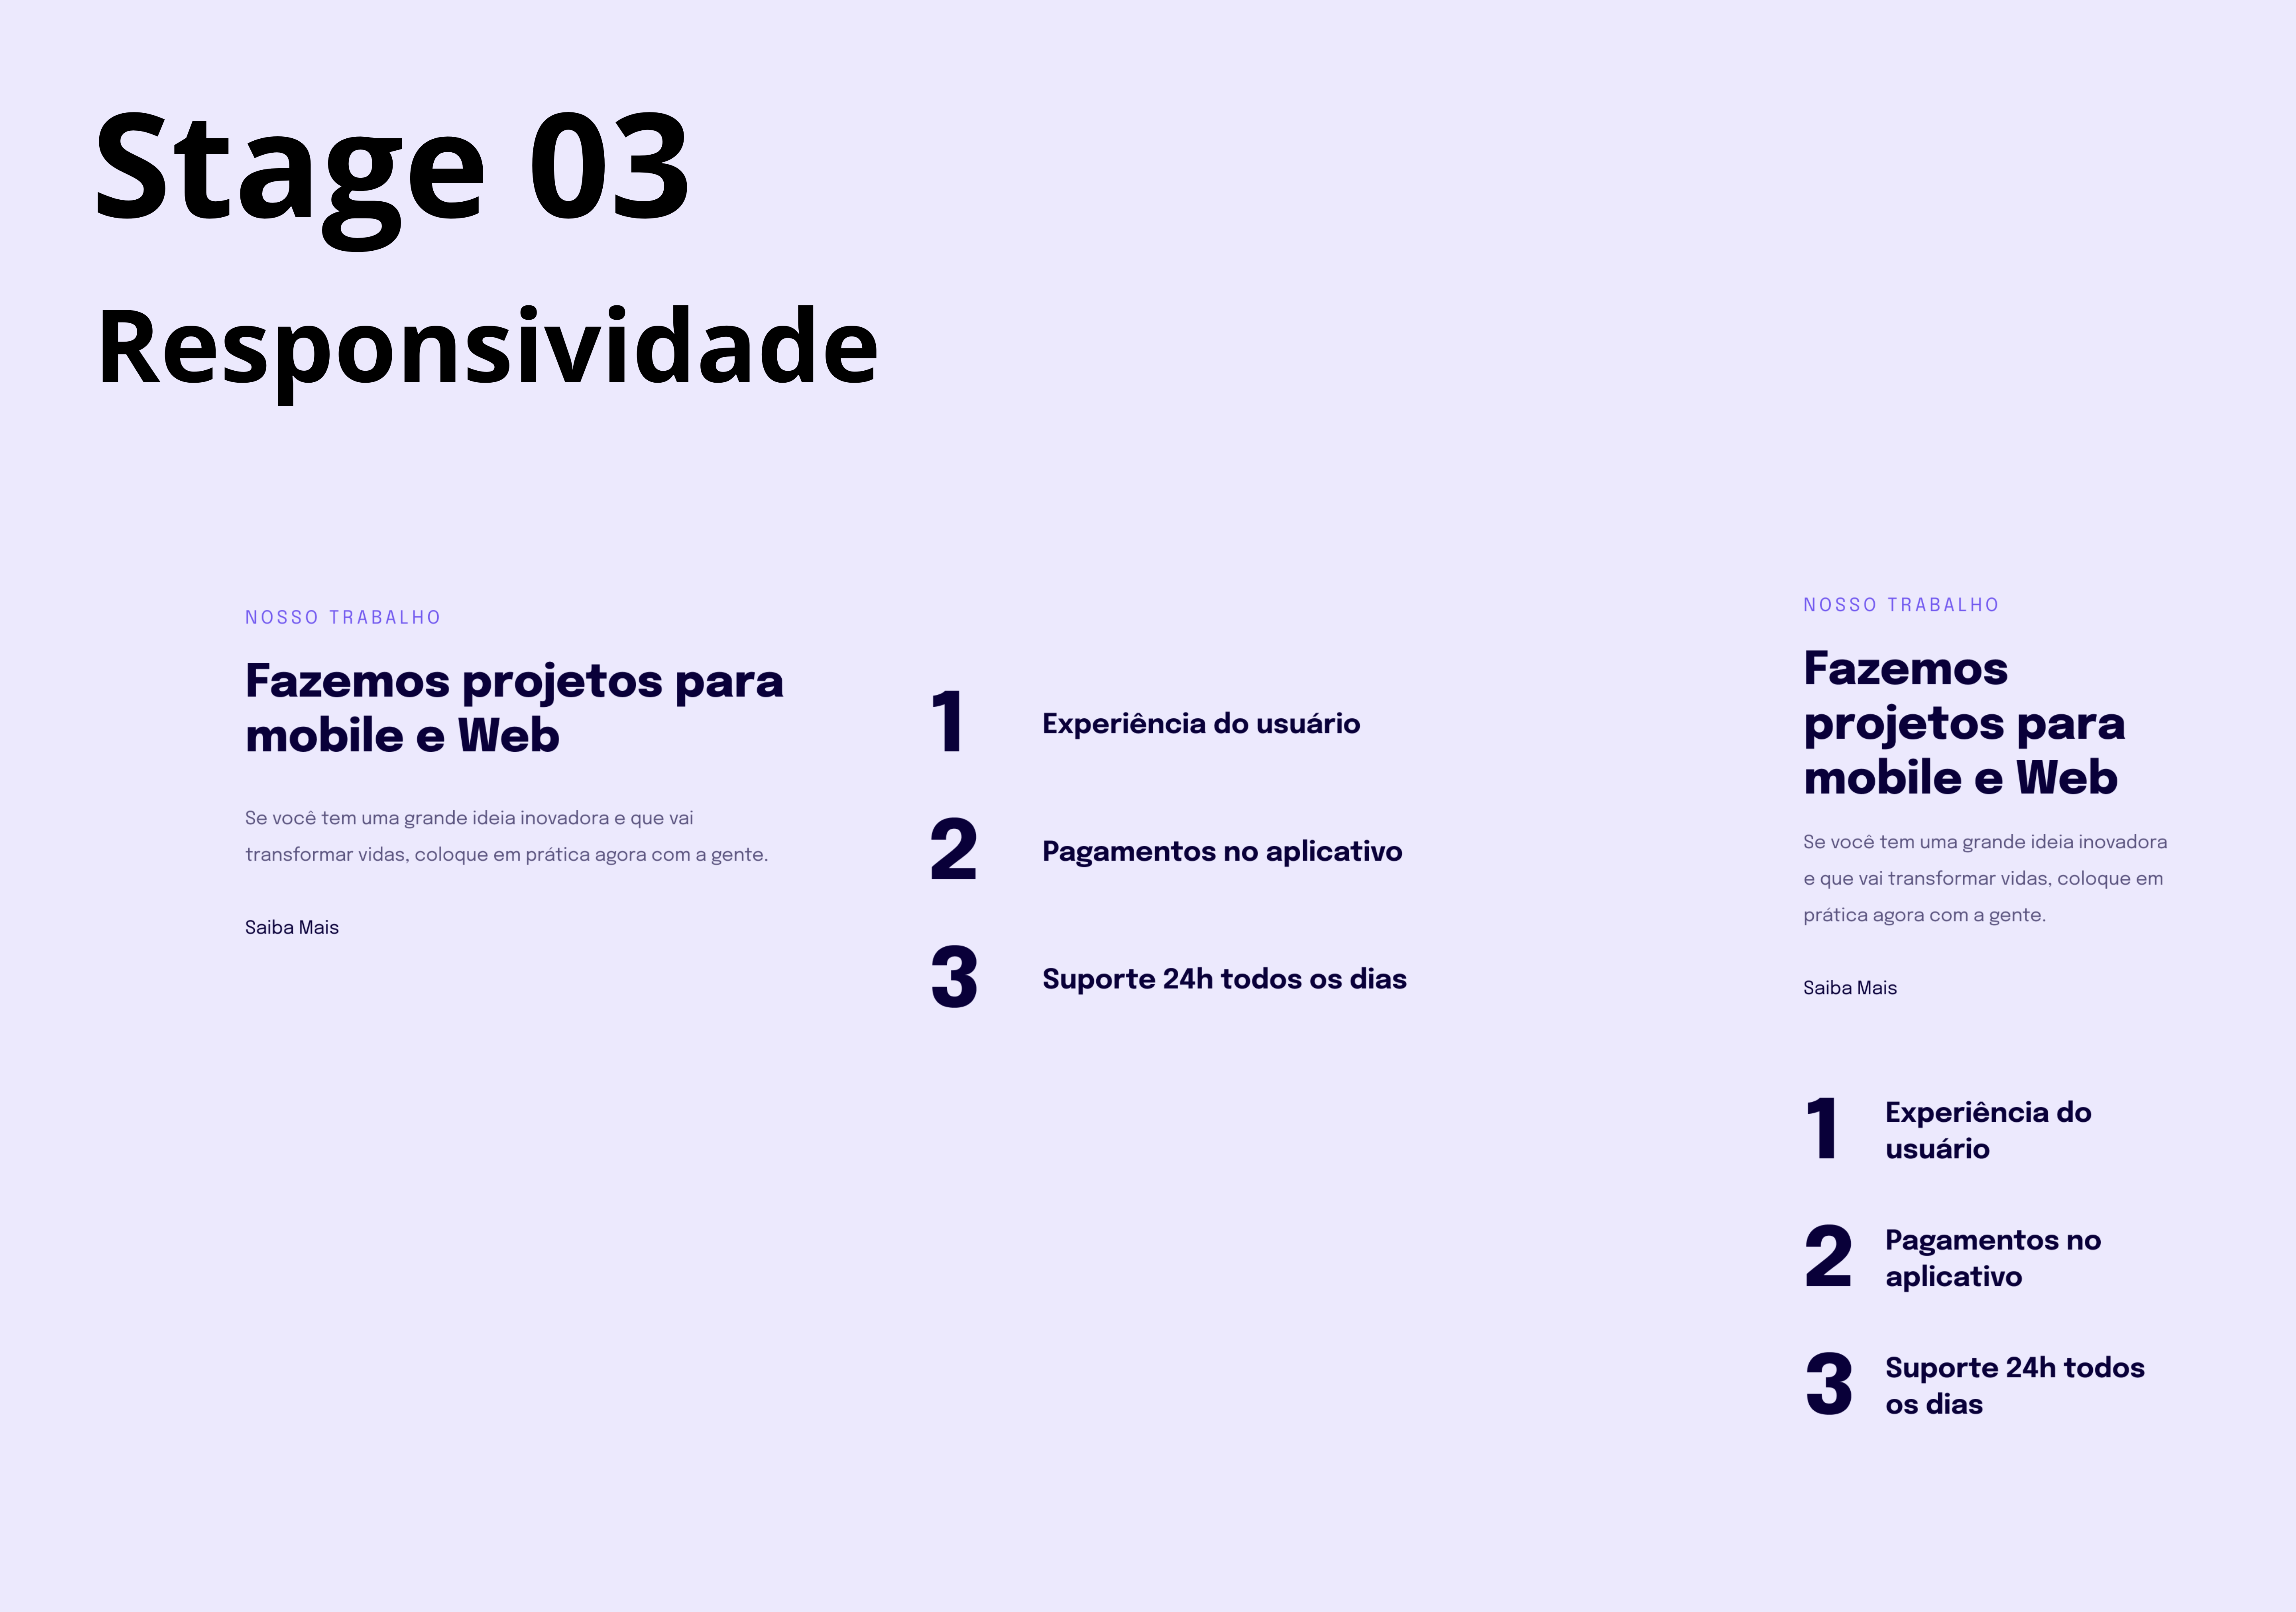 Stage 03
Responsividade
NOSSO TRABALHO
Fazemos projetos para
mobile e Web
Se você tem uma grande ideia inovadora e que vai
transformar vidas, coloque em prática agora com a gente.
Saiba Mais
1 Experiência do usuário
2 Pagamentos no aplicativo
3 Suporte 24h todos os dias
NOSSO TRABALHO
Fazemos
projetos para
mobile e Web
Se você tem uma grande ideia inovadora
e que vai transformar vidas, coloque em
prática agora com a gente.
Saiba Mais
1 Experiência do
usuário
2 Pagamentos no
aplicativo
3 Suporte 24h todos
os dias